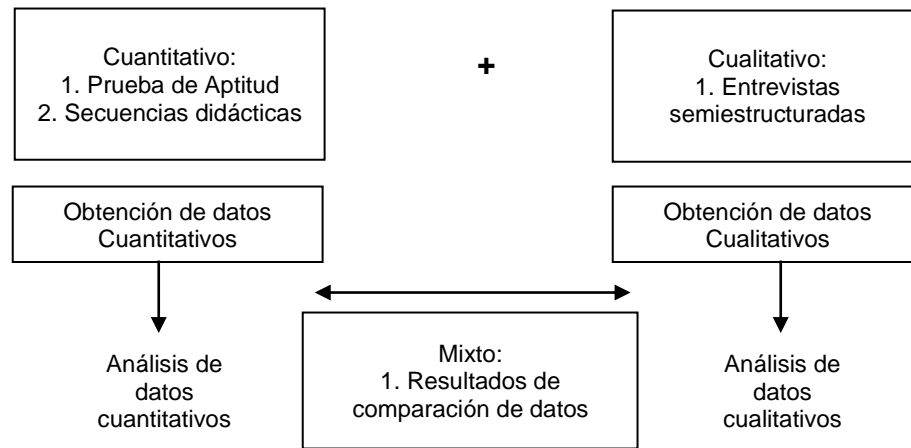 Cuantitativo:
1. Prueba de Aptitud
2. Secuencias didácticas
+
Cualitativo:
1. Entrevistas
semiestructuradas
Obtención de datos
Cuantitativos
Obtención de datos
Cualitativos
Análisis de
datos
cuantitativos
Mixto:
1. Resultados de
comparación de datos
Análisis de
datos
cualitativos